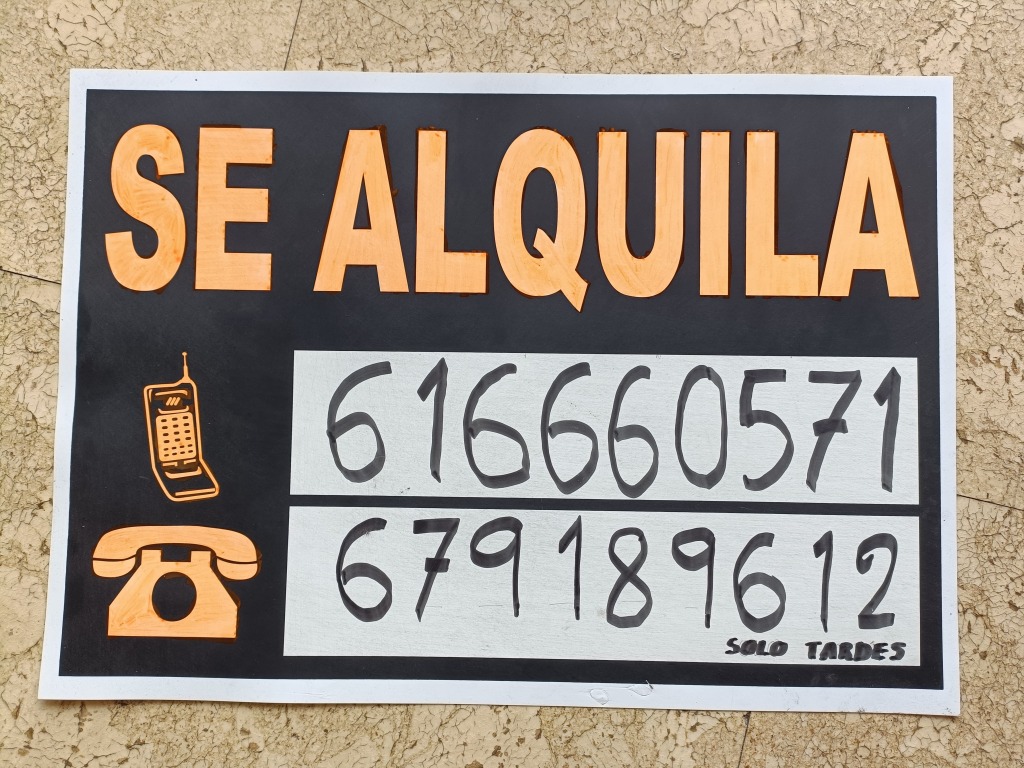 SE ALQUILA
616660571
679189612
SOLO TARDES